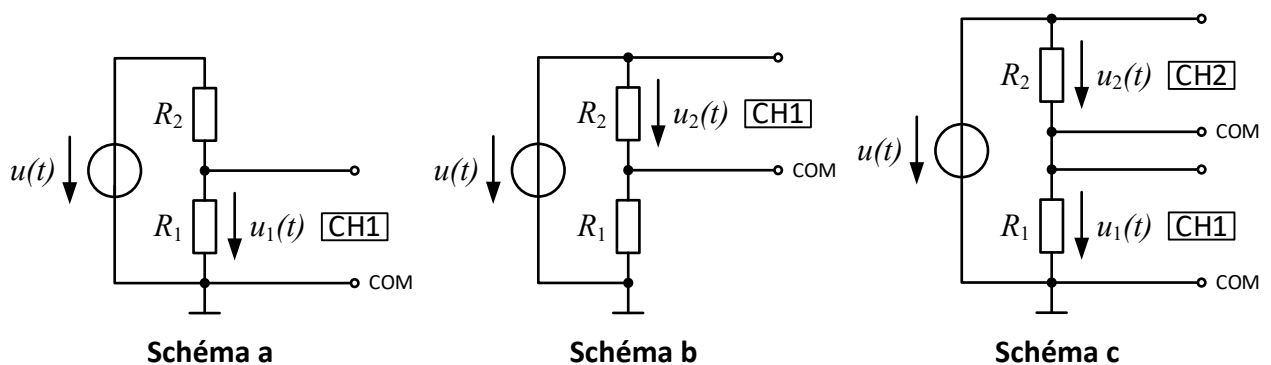 u(t) R2 R1 u1(t) CH1 COM
Schéma a
u(t) R2 u2(t) CH1 COM R1
Schéma b
u(t) R2 u2(t) CH2 COM R1 u1(t) CH1 COM
Schéma c